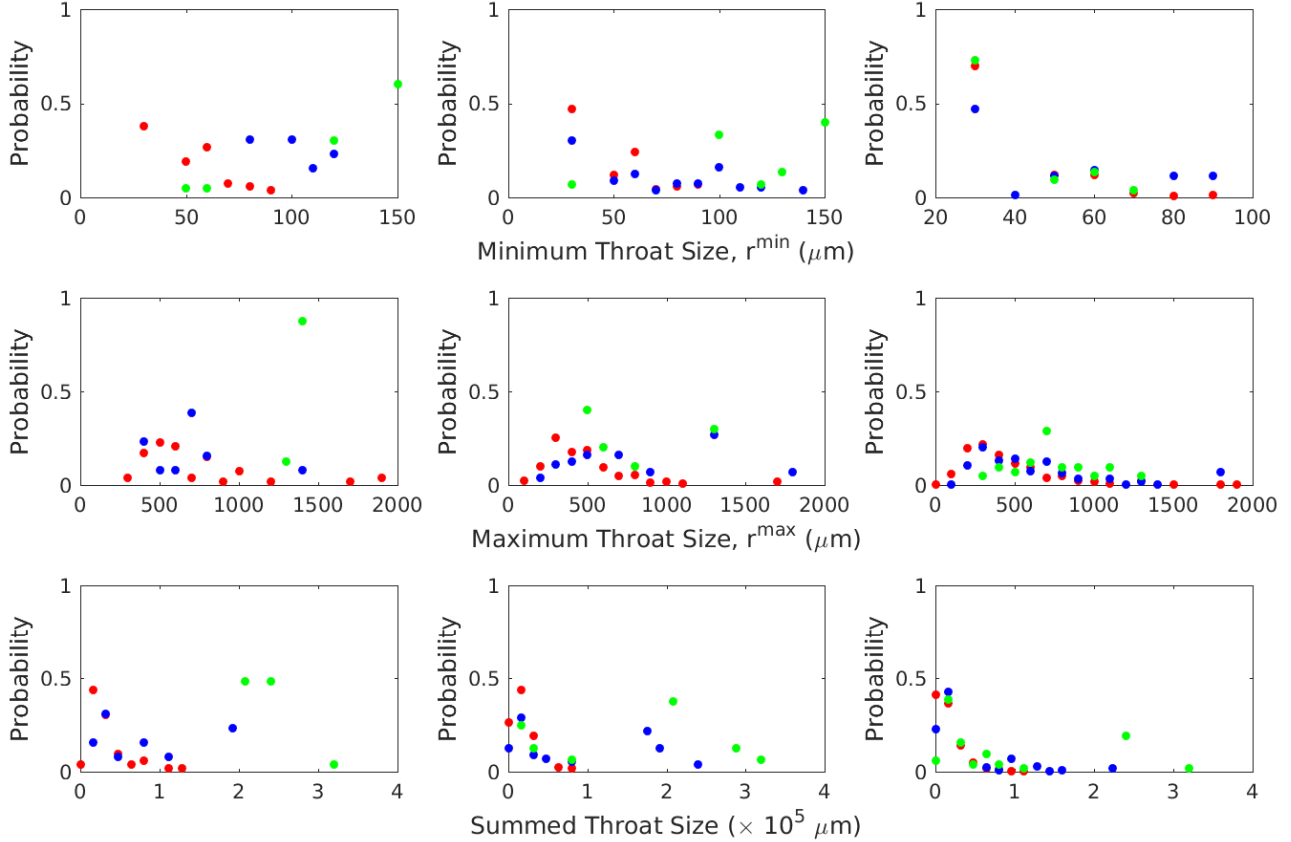 1 1 1
Probability Probability Probability
0.5 0.5 0.5
0 0 0
0 50 100 150 0 50 100 150 20 40 60 80 100
Minimum Throat Size, r^min (μm)
1 1 1
Probability Probability Probability
0.5 0.5 0.5
0 0 0
0 500 1000 1500 2000 0 500 1000 1500 2000 0 500 1000 1500 2000
Maximum Throat Size, r^max (μm)
1 1 1
Probability Probability Probability
0.5 0.5 0.5
0 0 0
0 1 2 3 4 0 1 2 3 4 0 1 2 3 4
Summed Throat Size (× 10^5 μm)